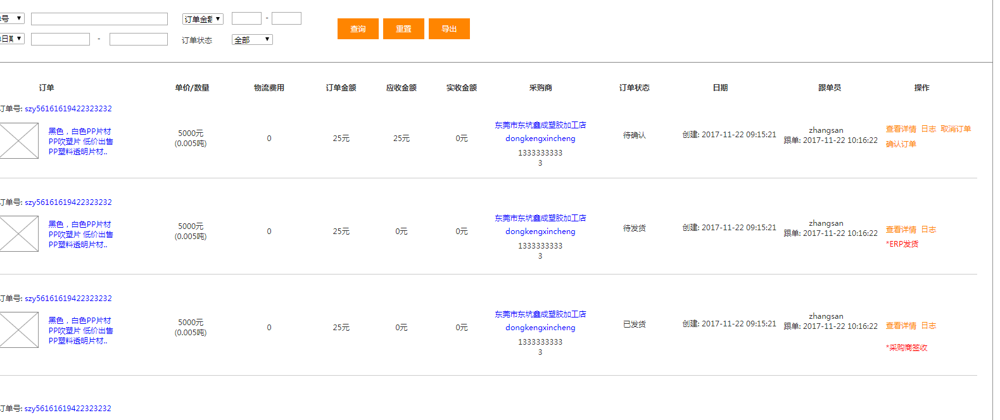 单号
订单金额
-
查询 重置 导出
单日期
-
订单状态
全部
订单 单价/数量 物流费用 订单金额 应收金额 实收金额 采购商 订单状态 日期 跟单员 操作
订单号: szy56161619422323232
黑色，白色PP片材
PP吹塑片 低价出售
PP塑料透明片材..
5000元
(0.005吨)
0
25元
25元
0元
东莞市东坑鑫成塑胶加工店
dongkengxincheng
1333333333
3
待确认
创建: 2017-11-22 09:15:21
zhangsan
跟单: 2017-11-22 10:16:22
查看详情 日志 取消订单
确认订单
订单号: szy56161619422323232
黑色，白色PP片材
PP吹塑片 低价出售
PP塑料透明片材..
5000元
(0.005吨)
0
25元
0元
0元
东莞市东坑鑫成塑胶加工店
dongkengxincheng
1333333333
3
待发货
创建: 2017-11-22 09:15:21
zhangsan
跟单: 2017-11-22 10:16:22
查看详情 日志
*ERP发货
订单号: szy56161619422323232
黑色，白色PP片材
PP吹塑片 低价出售
PP塑料透明片材..
5000元
(0.005吨)
0
25元
0元
0元
东莞市东坑鑫成塑胶加工店
dongkengxincheng
1333333333
3
已发货
创建: 2017-11-22 09:15:21
zhangsan
跟单: 2017-11-22 10:16:22
查看详情 日志
*采购商签收
订单号: szy56161619422323232